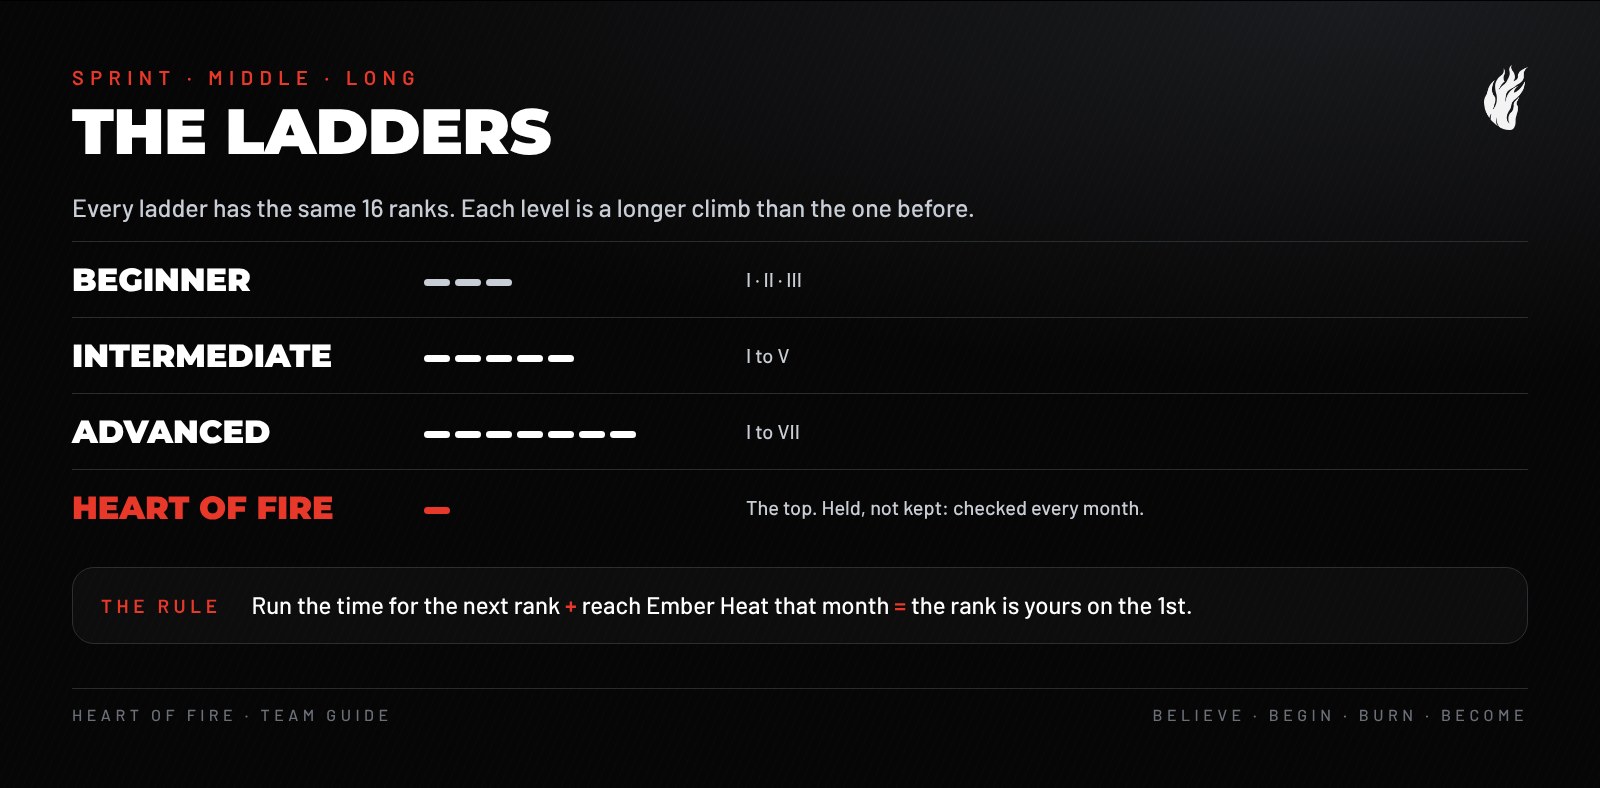 SPRINT · MIDDLE · LONG
THE LADDERS
Every ladder has the same 16 ranks. Each level is a longer climb than the one before.
BEGINNER I · II · III
INTERMEDIATE I to V
ADVANCED I to VII
HEART OF FIRE The top. Held, not kept: checked every month.
THE RULE Run the time for the next rank + reach Ember Heat that month = the rank is yours on the 1st.
HEART OF FIRE · TEAM GUIDE BELIEVE · BEGIN · BURN · BECOME